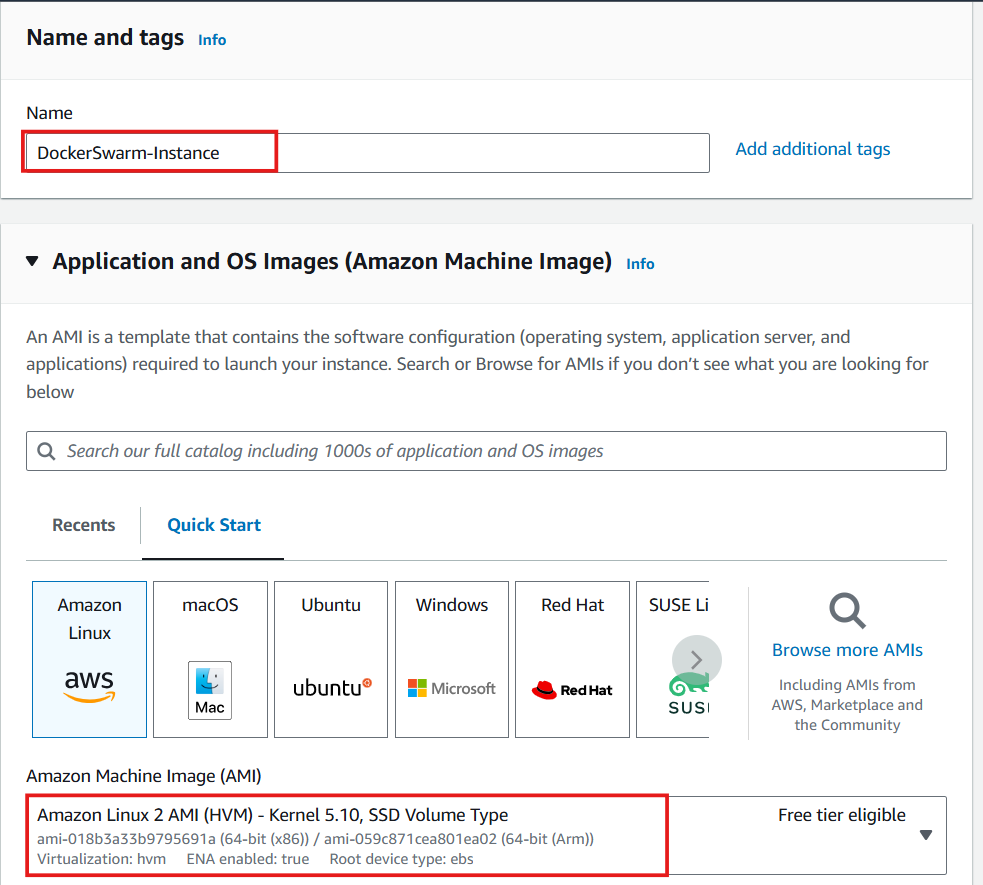 Name and tags Info
Name
DockerSwarm-Instance
Add additional tags
Application and OS Images (Amazon Machine Image) Info
An AMI is a template that contains the software configuration (operating system, application server, and
applications) required to launch your instance. Search or Browse for AMIs if you don’t see what you are looking for
below
Search our full catalog including 1000s of application and OS images
Recents
Quick Start
Amazon
Linux
aws
macOS
Mac
Ubuntu
ubuntu
Windows
Microsoft
Red Hat
Red Hat
SUSE Li
SUS
Browse more AMIs
Including AMIs from
AWS, Marketplace and
the Community
Amazon Machine Image (AMI)
Amazon Linux 2 AMI (HVM) - Kernel 5.10, SSD Volume Type
Free tier eligible
ami-018b3a33b9795691a (64-bit (x86)) / ami-059c871cea801ea02 (64-bit (Arm))
Virtualization: hvm ENA enabled: true Root device type: ebs